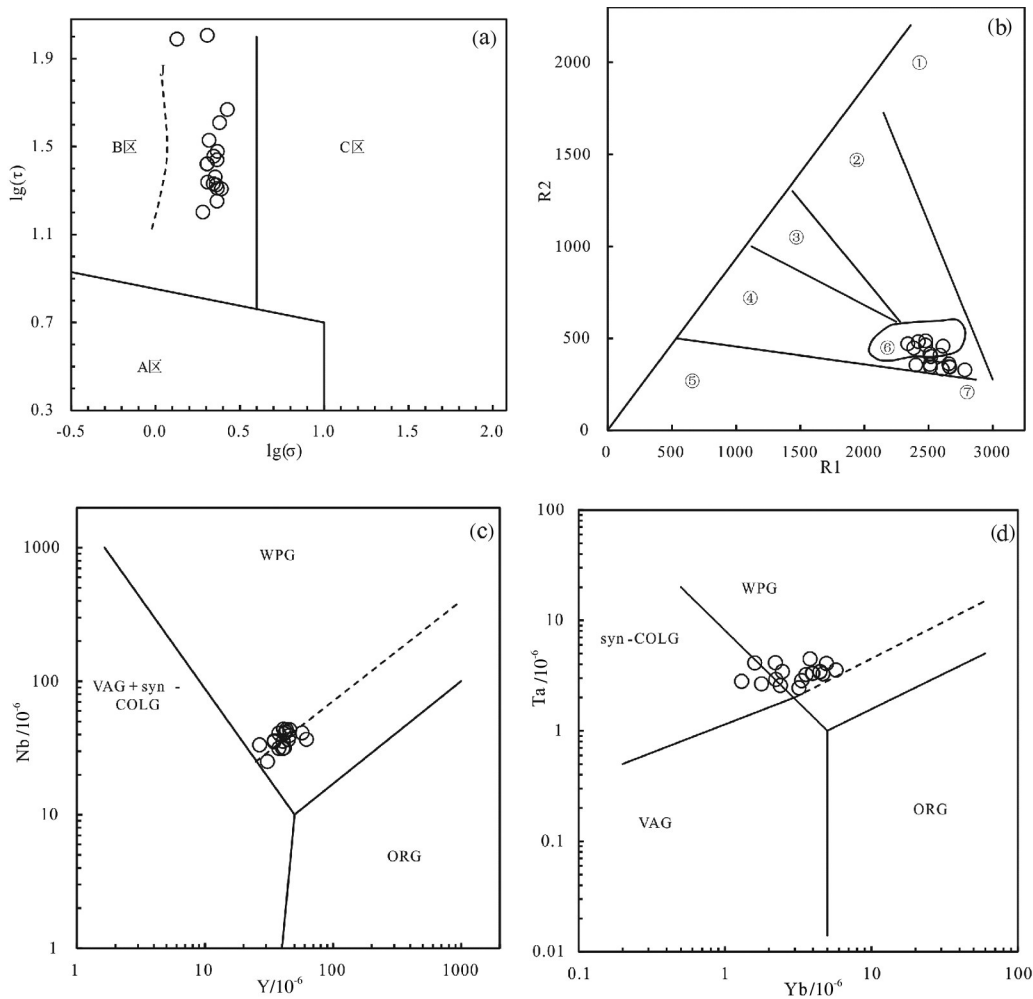 (a)
1.9
1.5
1.1
0.7
0.3
lg(τ)
J
B区
C区
A区
-0.5
0.0
0.5
1.0
1.5
2.0
lg(σ)
(b)
2000
1500
1000
500
0
R2
①
②
③
④
⑤
⑥
⑦
0
500
1000
1500
2000
2500
3000
R1
(c)
1000
100
10
1
Nb/10⁻⁶
WPG
VAG+syn-
COLG
ORG
1
10
100
1000
Y/10⁻⁶
(d)
100
10
1
0.1
0.01
Ta/10⁻⁶
WPG
syn-COLG
VAG
ORG
0.1
1
10
100
Yb/10⁻⁶